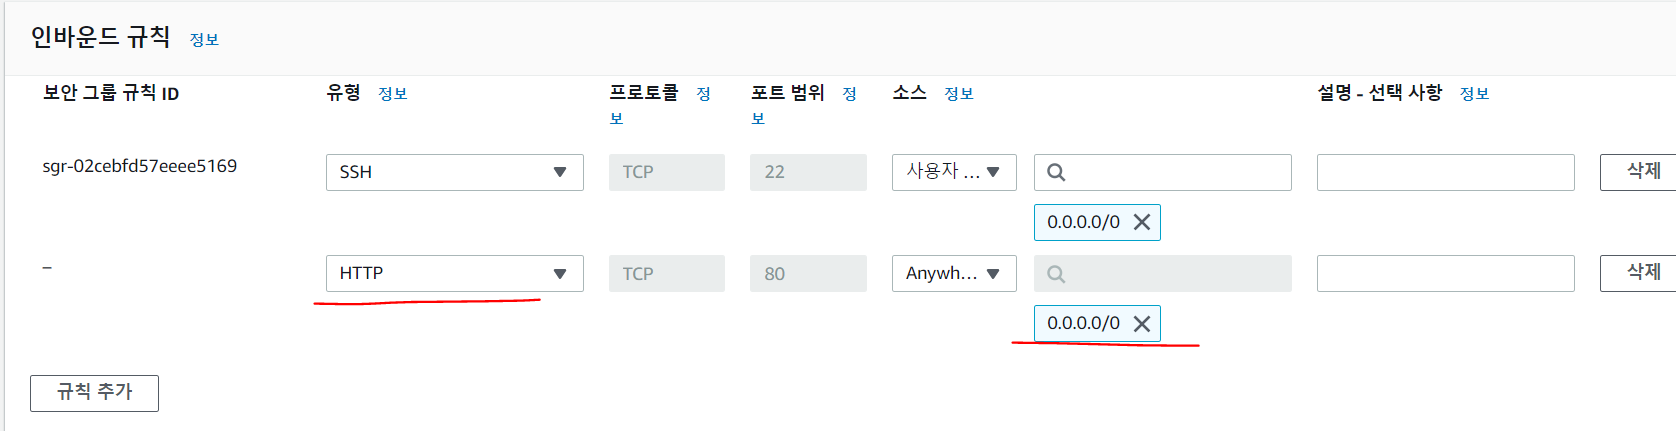 인바운드 규칙 정보
보안 그룹 규칙 ID 유형 정보 프로토콜 정보 포트 범위 정보 소스 정보 설명 - 선택 사항 정보
sgr-02cebfd57eeee5169 SSH TCP 22 사용자 ... 삭제
0.0.0.0/0
– HTTP TCP 80 Anywh... 삭제
0.0.0.0/0
규칙 추가